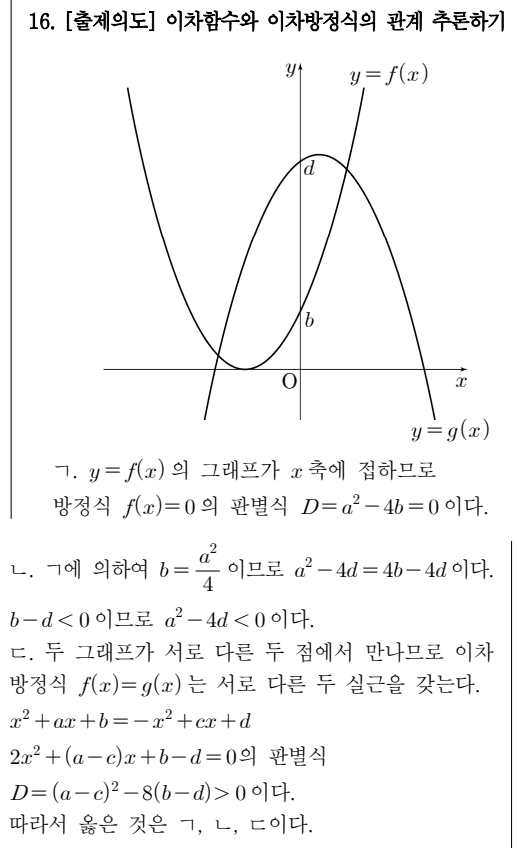 16. [출제의도] 이차함수와 이차방정식의 관계 추론하기
y
y=f(x)
d
b
O
x
y=g(x)
ㄱ. y=f(x)의 그래프가 x축에 접하므로
방정식 f(x)=0의 판별식 D=a²-4b=0이다.
ㄴ. ㄱ에 의하여 b=a²/4 이므로 a²-4d=4b-4d이다.
b-d<0이므로 a²-4d<0이다.
ㄷ. 두 그래프가 서로 다른 두 점에서 만나므로 이차
방정식 f(x)=g(x)는 서로 다른 두 실근을 갖는다.
x²+ax+b=-x²+cx+d
2x²+(a-c)x+b-d=0의 판별식
D=(a-c)²-8(b-d)>0이다.
따라서 옳은 것은 ㄱ, ㄴ, ㄷ이다.